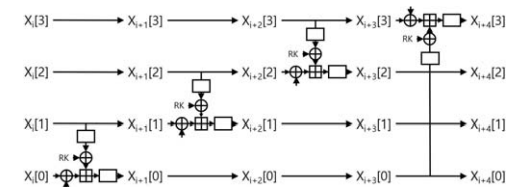 Xᵢ[3] Xᵢ₊₁[3] Xᵢ₊₂[3] Xᵢ₊₃[3] Xᵢ₊₄[3]
RK RK
Xᵢ[2] Xᵢ₊₁[2] Xᵢ₊₂[2] Xᵢ₊₃[2] Xᵢ₊₄[2]
RK
Xᵢ[1] Xᵢ₊₁[1] Xᵢ₊₂[1] Xᵢ₊₃[1] Xᵢ₊₄[1]
RK
Xᵢ[0] Xᵢ₊₁[0] Xᵢ₊₂[0] Xᵢ₊₃[0] Xᵢ₊₄[0]